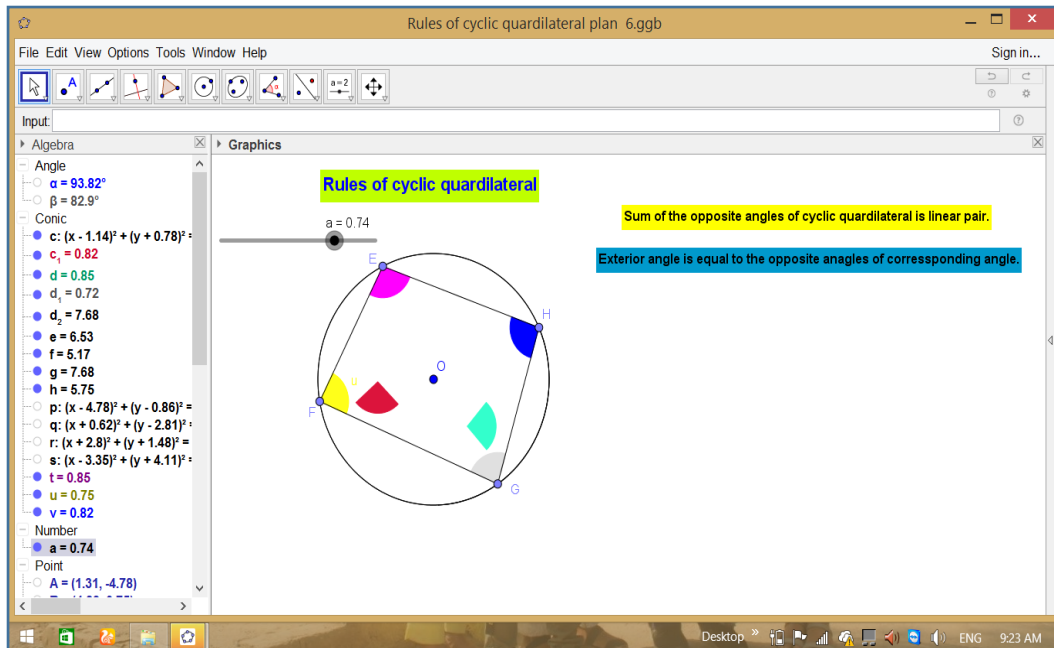 Rules of cyclic quardilateral plan 6.ggb
File Edit View Options Tools Window Help
Sign in...
A
a = 2
Input:
Algebra
Graphics
Angle
α = 93.82°
β = 82.9°
Conic
c: (x - 1.14)² + (y + 0.78)² =
c₁ = 0.82
d = 0.85
d₁ = 0.72
d₂ = 7.68
e = 6.53
f = 5.17
g = 7.68
h = 5.75
p: (x - 4.78)² + (y - 0.86)² =
q: (x + 0.62)² + (y - 2.81)² =
r: (x + 2.8)² + (y + 1.48)² =
s: (x - 3.35)² + (y + 4.11)² =
t = 0.85
u = 0.75
v = 0.82
Number
a = 0.74
Point
A = (1.31, -4.78)
Rules of cyclic quardilateral
a = 0.74
Sum of the opposite angles of cyclic quardilateral is linear pair.
Exterior angle is equal to the opposite anagles of corressponding angle.
E
H
O
u
F
G
Desktop
ENG
9:23 AM